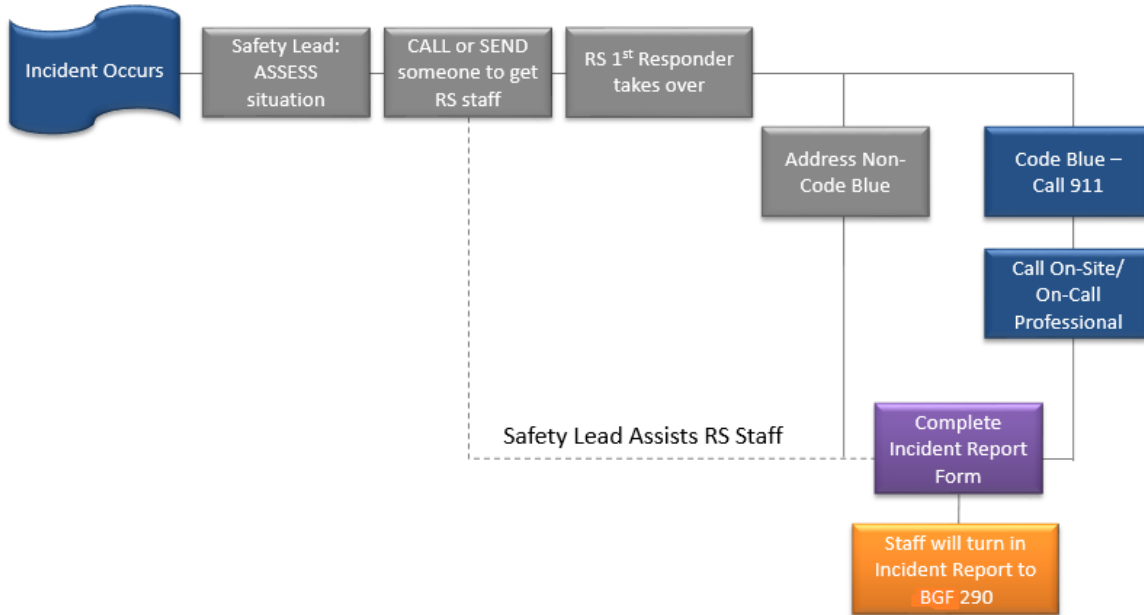 Incident Occurs
Safety Lead:
ASSESS
situation
CALL or SEND
someone to get
RS staff
RS 1st Responder
takes over
Address Non-
Code Blue
Code Blue –
Call 911
Call On-Site/
On-Call
Professional
Safety Lead Assists RS Staff
Complete
Incident Report
Form
Staff will turn in
Incident Report to
BGF 290